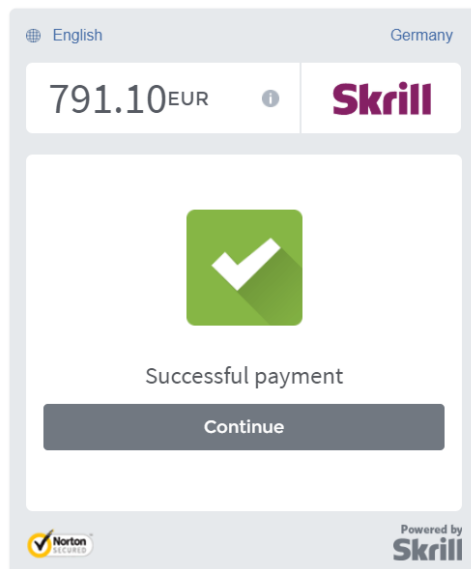 English Germany
791.10EUR i Skrill
Successful payment
Continue
Norton
SECURED
Powered by
Skrill